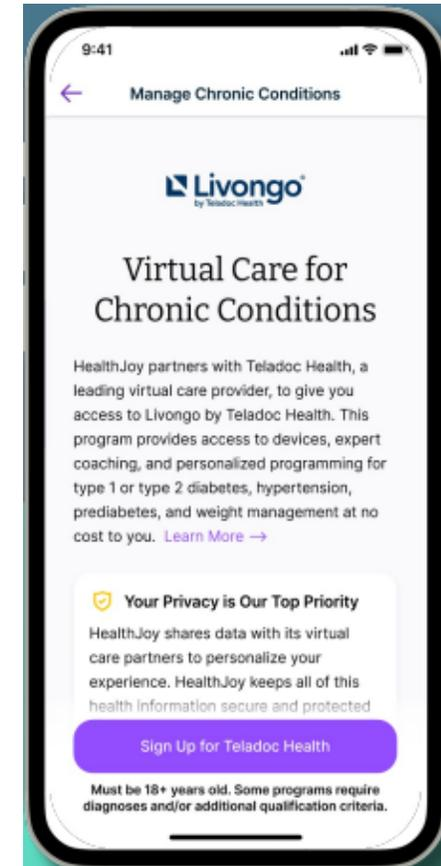 9:41
Manage Chronic Conditions
Livongo®
by Teladoc Health
Virtual Care for
Chronic Conditions
HealthJoy partners with Teladoc Health, a
leading virtual care provider, to give you
access to Livongo by Teladoc Health. This
program provides access to devices, expert
coaching, and personalized programming for
type 1 or type 2 diabetes, hypertension,
prediabetes, and weight management at no
cost to you. Learn More →
Your Privacy is Our Top Priority
HealthJoy shares data with its virtual
care partners to personalize your
experience. HealthJoy keeps all of this
health information secure and protected
Sign Up for Teladoc Health
Must be 18+ years old. Some programs require
diagnoses and/or additional qualification criteria.